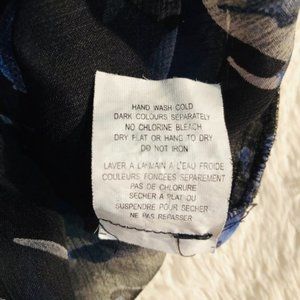 HAND WASH COLD
DARK COLOURS SEPARATELY
NO CHLORINE BLEACH
DRY FLAT OR HANG TO DRY
DO NOT IRON
LAVER A LA MAIN A L'EAU FROIDE
COULEURS FONCÉES SEPAREMENT
PAS DE CHLORURE
SECHER A PLAT OU
SUSPENDRE POUR SECHER
NE PAS REPASSER